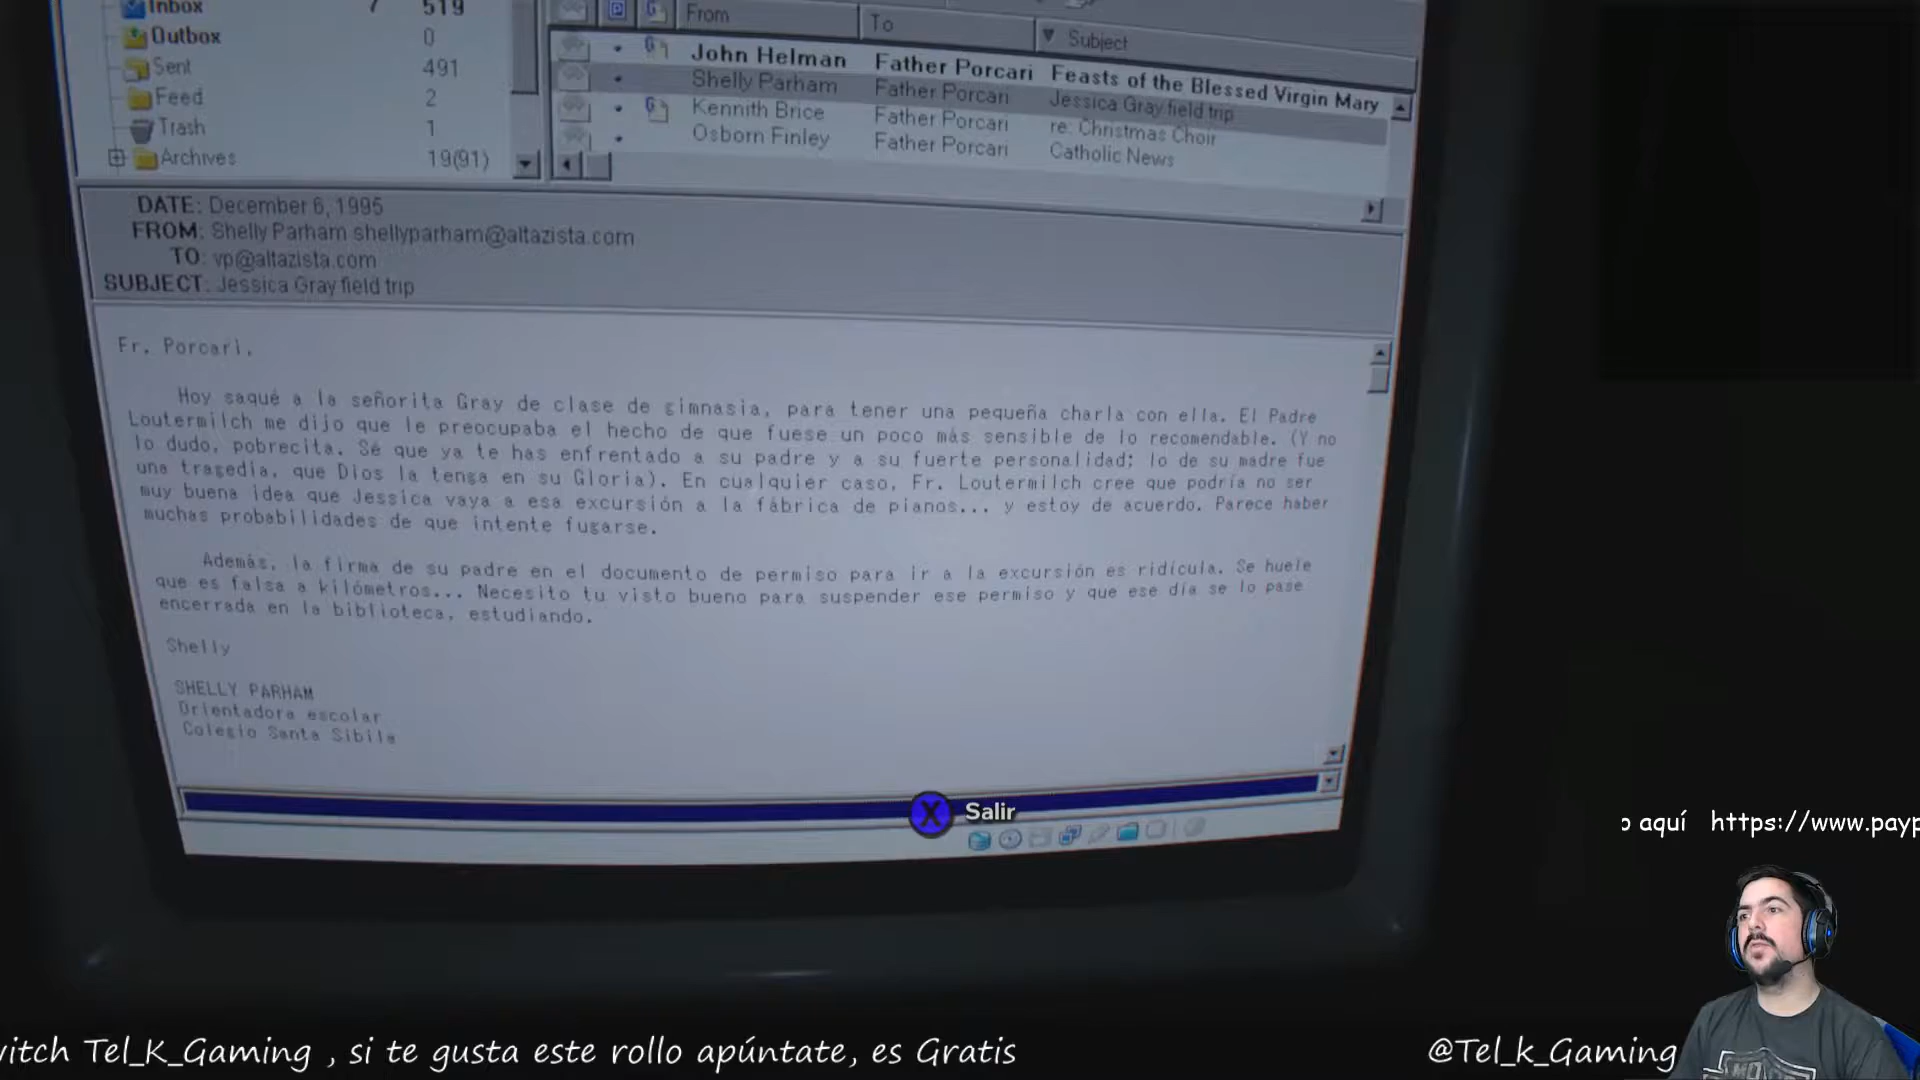 Inbox 7 519
Outbox 0
Sent 491
Feed 2
Trash 1
Archives 19(91)
From To Subject
John Helman Father Porcari Feasts of the Blessed Virgin Mary
Shelly Parham Father Porcari Jessica Gray field trip
Kennith Brice Father Porcari re: Christmas Choir
Osborn Finley Father Porcari Catholic News
DATE: December 6, 1995
FROM: Shelly Parham shellyparham@altazista.com
TO: vp@altazista.com
SUBJECT: Jessica Gray field trip
Fr. Porcari,
Hoy saqué a la señorita Gray de clase de gimnasia, para tener una pequeña charla con ella. El Padre
Loutermilch me dijo que le preocupaba el hecho de que fuese un poco más sensible de lo recomendable. (Y no
lo dudo, pobrecita. Sé que ya te has enfrentado a su padre y a su fuerte personalidad; lo de su madre fue
una tragedia, que Dios la tenga en su Gloria). En cualquier caso, Fr. Loutermilch cree que podría no ser
muy buena idea que Jessica vaya a esa excursión a la fábrica de pianos... y estoy de acuerdo. Parece haber
muchas probabilidades de que intente fugarse.
Además, la firma de su padre en el documento de permiso para ir a la excursión es ridícula. Se huele
que es falsa a kilómetros... Necesito tu visto bueno para suspender ese permiso y que ese día se lo pase
encerrada en la biblioteca, estudiando.
Shelly
SHELLY PARHAM
Orientadora escolar
Colegio Santa Sibila
X Salir
o aquí https://www.payp
witch Tel_K_Gaming , si te gusta este rollo apúntate, es Gratis
@Tel_k_Gaming